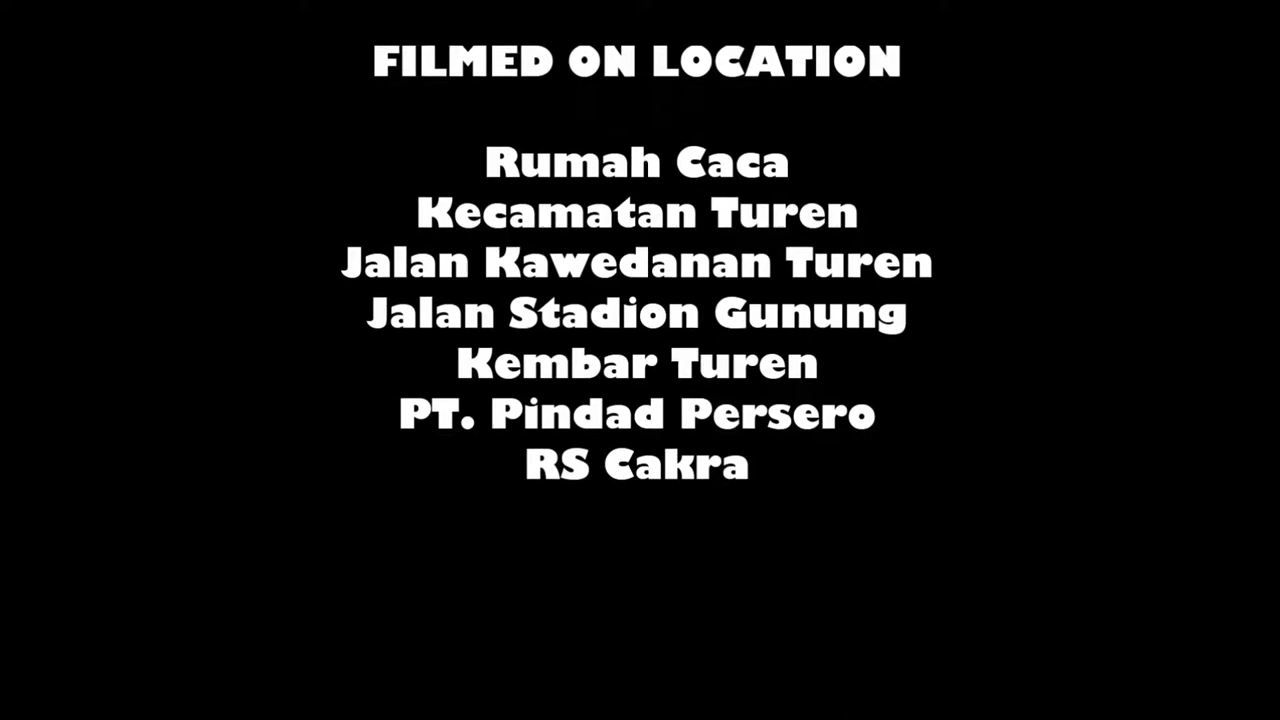 FILMED ON LOCATION
Rumah Caca
Kecamatan Turen
Jalan Kawedanan Turen
Jalan Stadion Gunung
Kembar Turen
PT. Pindad Persero
RS Cakra